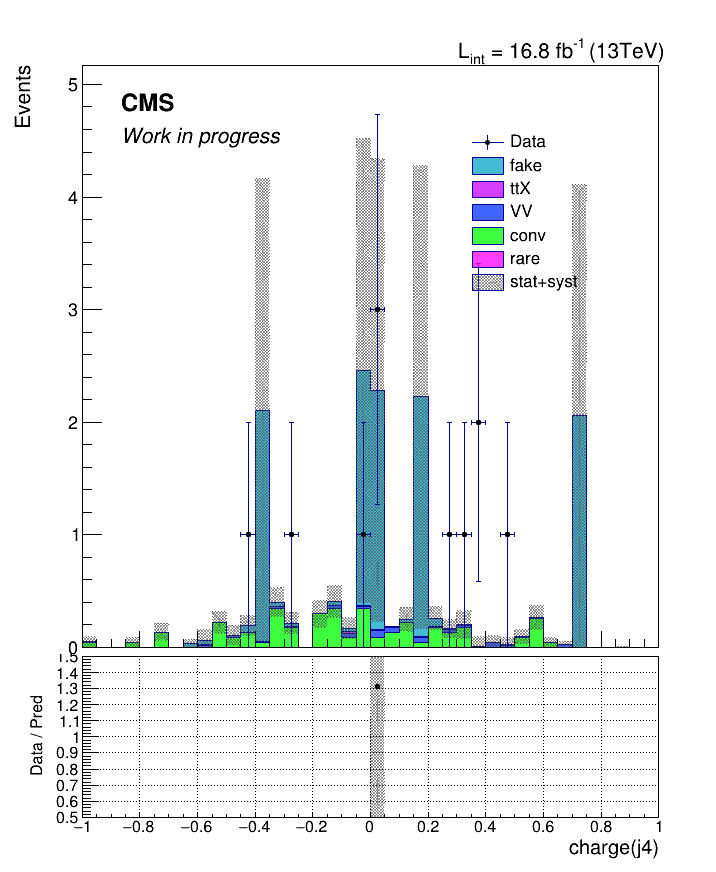 L_int = 16.8 fb^-1 (13TeV)
Events
CMS
Work in progress
Data
fake
ttX
VV
conv
rare
stat+syst
5
4
3
2
1
0
Data / Pred
1.5
1.4
1.3
1.2
1.1
1
0.9
0.8
0.7
0.6
0.5
−1 −0.8 −0.6 −0.4 −0.2 0 0.2 0.4 0.6 0.8 1
charge(j4)